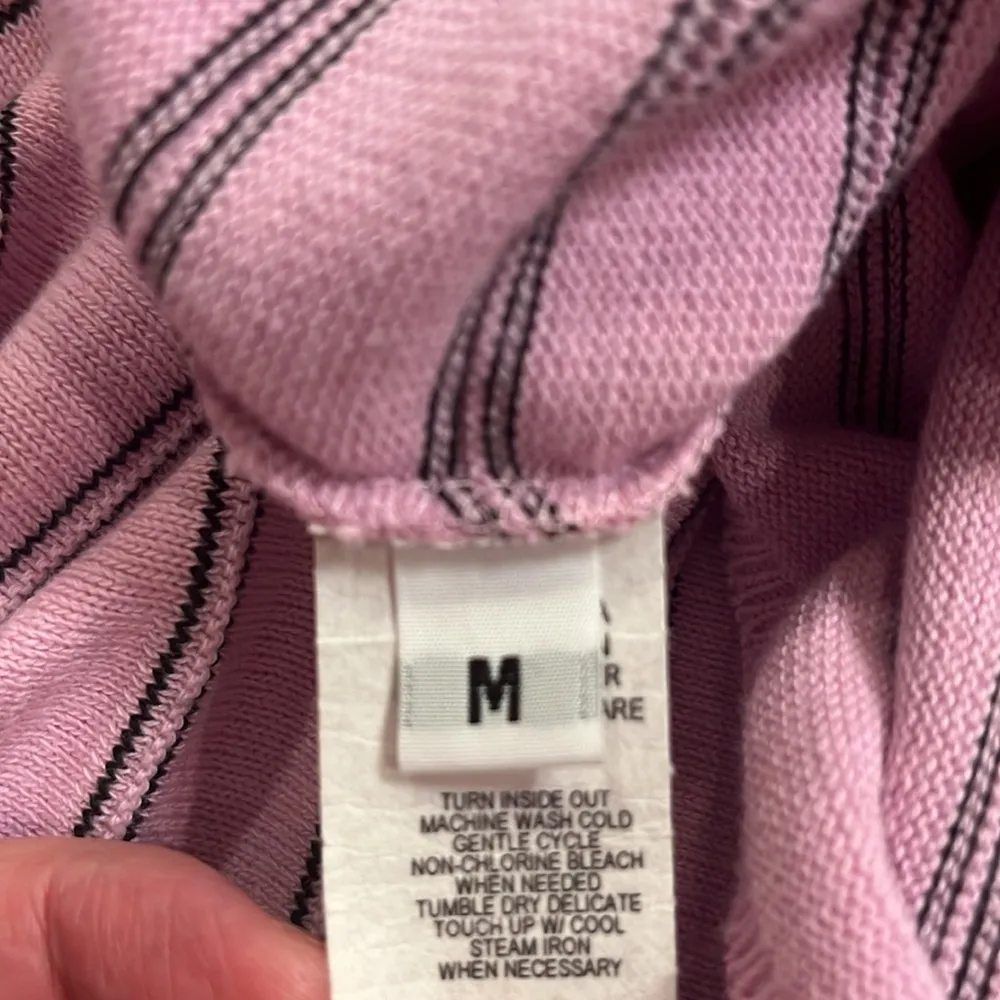 M
R
ARE
TURN INSIDE OUT
MACHINE WASH COLD
GENTLE CYCLE
NON-CHLORINE BLEACH
WHEN NEEDED
TUMBLE DRY DELICATE
TOUCH UP W/ COOL
STEAM IRON
WHEN NECESSARY